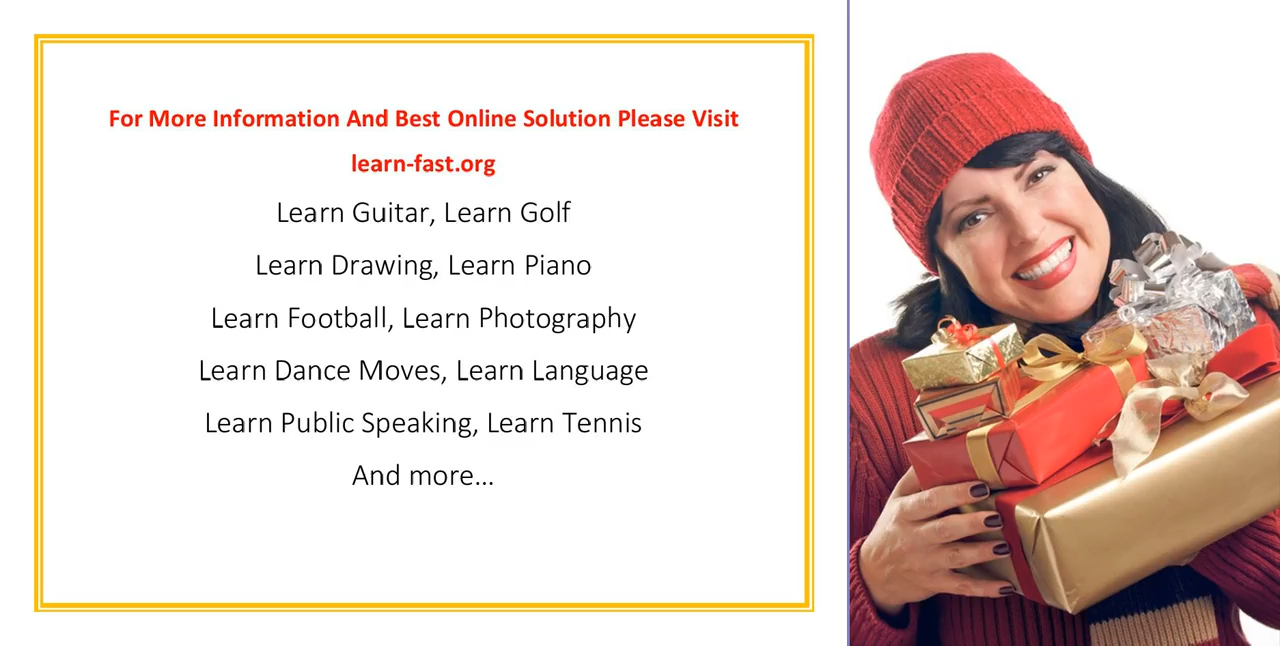 For More Information And Best Online Solution Please Visit
learn-fast.org
Learn Guitar, Learn Golf
Learn Drawing, Learn Piano
Learn Football, Learn Photography
Learn Dance Moves, Learn Language
Learn Public Speaking, Learn Tennis
And more...